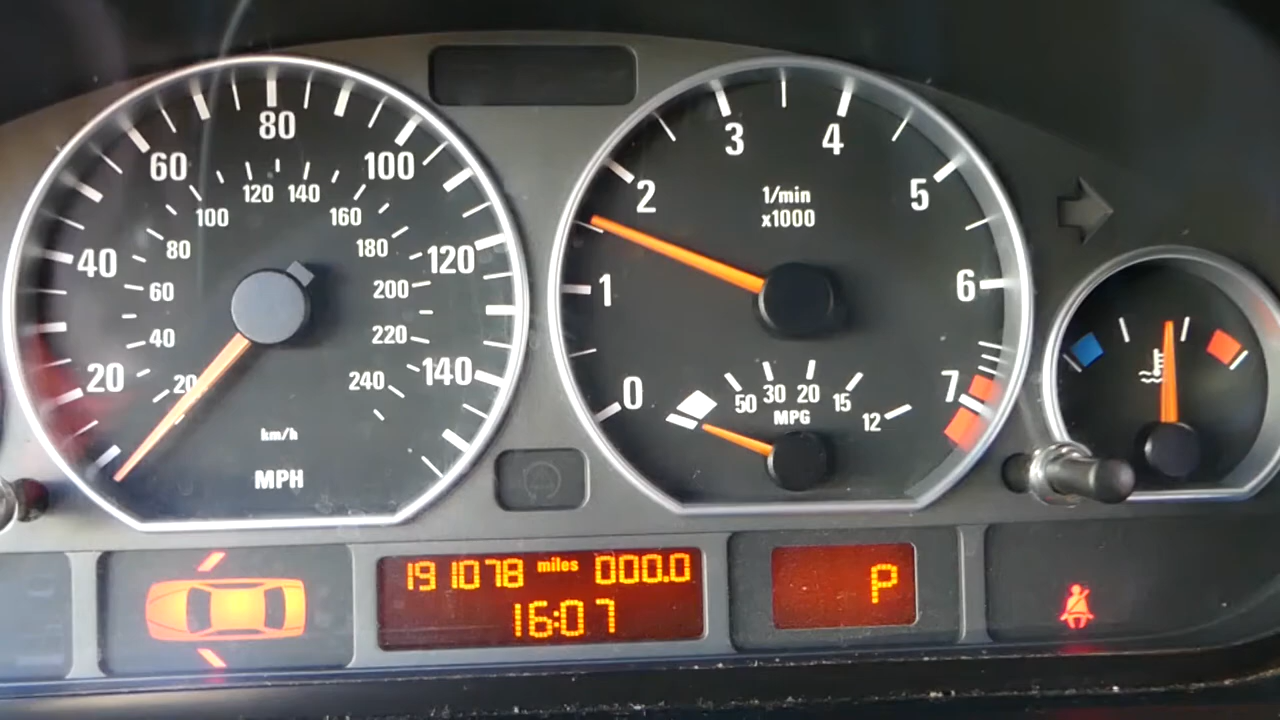 20 40 60 80 100 120 140
20 40 60 80 100 120 140 160 180 200 220 240
km/h
MPH
0 1 2 3 4 5 6 7
1/min
x1000
50 30 20 15 12
MPG
191078 miles 000.0
16:07
P